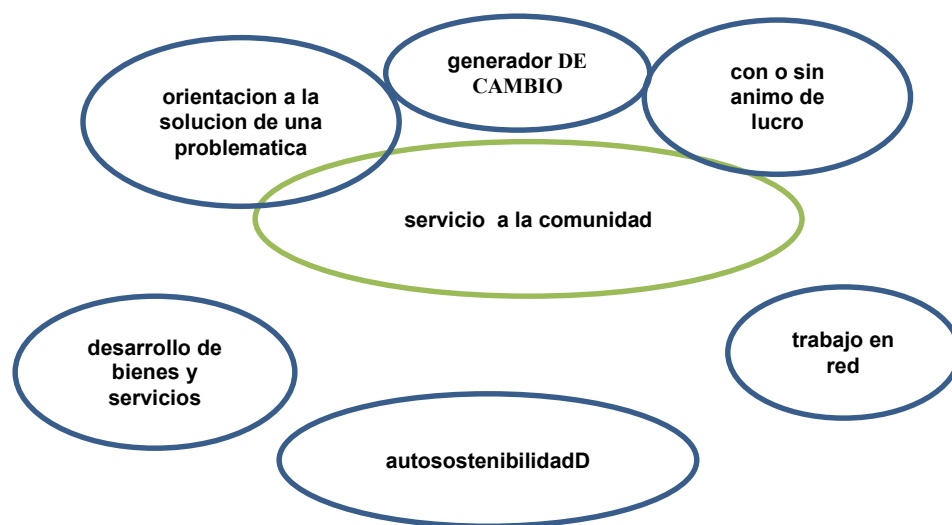 generador DE
CAMBIO
orientacion a la
solucion de una
problematica
con o sin
animo de
lucro
servicio a la comunidad
desarrollo de
bienes y
servicios
trabajo en
red
autosostenibilidadD